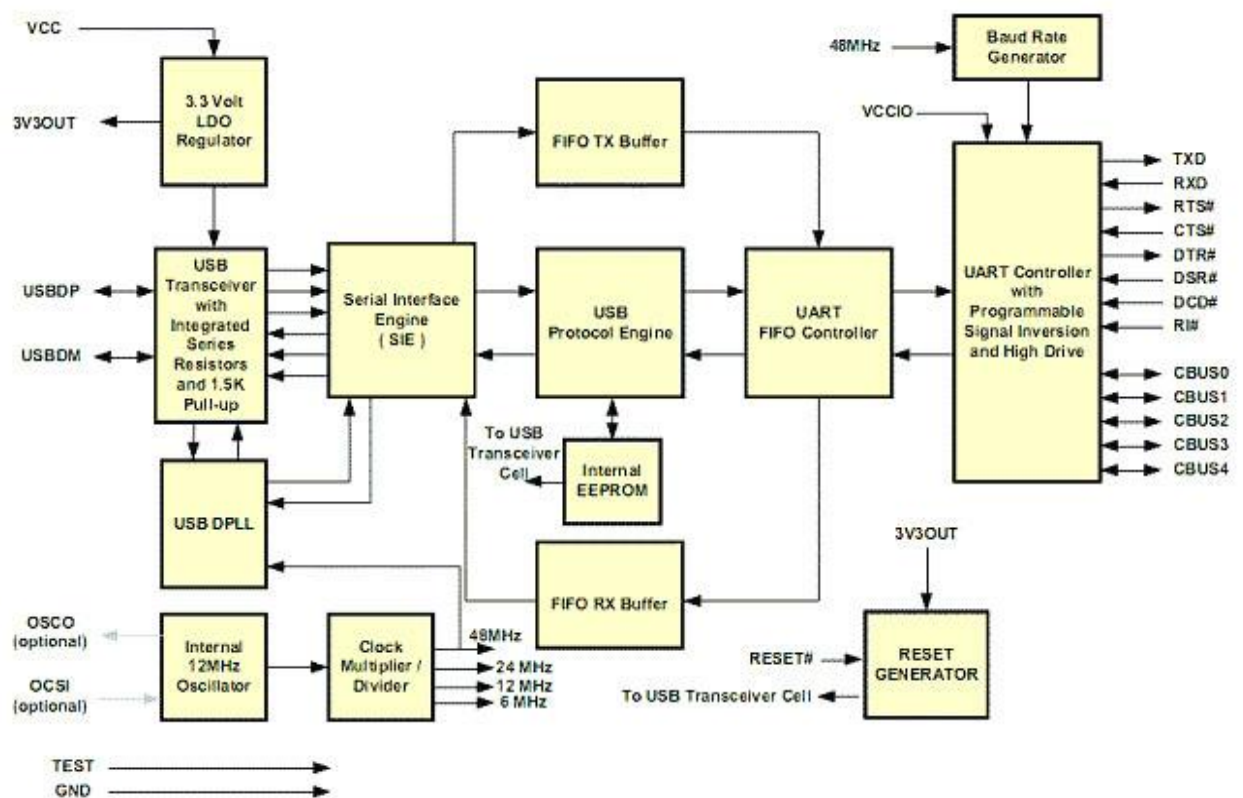 VCC
3.3 Volt
LDO
Regulator
3V3OUT
48MHz
Baud Rate
Generator
VCCIO
FIFO TX Buffer
USBDP
USBDM
USB
Transceiver
with
Integrated
Series
Resistors
and 1.5K
Pull-up
Serial Interface
Engine
( SIE )
USB
Protocol Engine
UART
FIFO Controller
UART Controller
with
Programmable
Signal Inversion
and High Drive
TXD
RXD
RTS#
CTS#
DTR#
DSR#
DCD#
RI#
CBUS0
CBUS1
CBUS2
CBUS3
CBUS4
To USB
Transceiver
Cell
Internal
EEPROM
USB DPLL
FIFO RX Buffer
3V3OUT
OSCO
(optional)
OCSI
(optional)
Internal
12MHz
Oscillator
Clock
Multiplier /
Divider
48MHz
24 MHz
12 MHz
6 MHz
RESET#
To USB Transceiver Cell
RESET
GENERATOR
TEST
GND